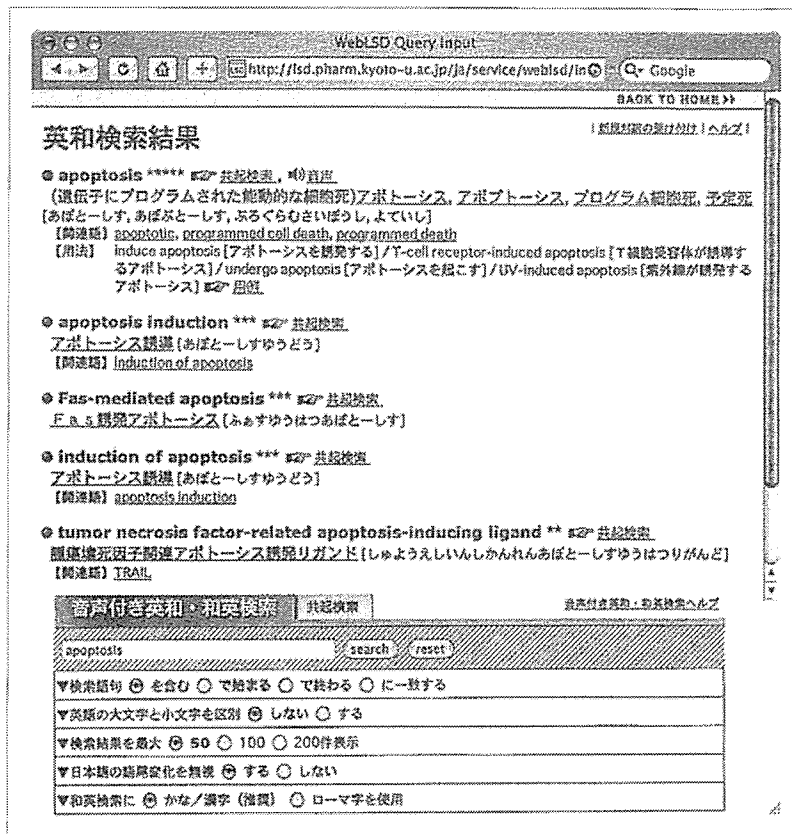 WebLSD Query Input
http://lsd.pharm.kyoto-u.ac.jp/ja/service/weblsd/in
Google
BACK TO HOME
| 新規対訳の受け付け | ヘルプ |
英和検索結果
apoptosis ***** 共起検索, 音声
(遺伝子にプログラムされた能動的な細胞死)アポトーシス, アポプトーシス, プログラム細胞死, 予定死
[あぽとーしす, あぽぷとーしす, ぷろぐらむさいぼうし, よていし]
【関連語】 apoptotic, programmed cell death, programmed death
【用法】 induce apoptosis [アポトーシスを誘発する] / T-cell receptor-induced apoptosis [T細胞受容体が誘導す
るアポトーシス] / undergo apoptosis [アポトーシスを起こす] / UV-induced apoptosis [紫外線が誘発する
アポトーシス] 用例
apoptosis induction *** 共起検索
アポトーシス誘導 [あぽとーしすゆうどう]
【関連語】 induction of apoptosis
Fas-mediated apoptosis *** 共起検索
Fas誘発アポトーシス [ふぁすゆうはつあぽとーしす]
induction of apoptosis *** 共起検索
アポトーシス誘導 [あぽとーしすゆうどう]
【関連語】 apoptosis induction
tumor necrosis factor-related apoptosis-inducing ligand ** 共起検索
腫瘍壊死因子関連アポトーシス誘発リガンド [しゅようえしいんしかんれんあぽとーしすゆうはつりがんど]
【関連語】 TRAIL
音声付き英和・和英検索 共起検索 音声付き英和・和英検索ヘルプ
apoptosis search reset
▼検索語句 を含む で始まる で終わる に一致する
▼英語の大文字と小文字を区別 しない する
▼検索結果を最大 50 100 200件表示
▼日本語の語尾変化を無視 する しない
▼和英検索に かな/漢字 (推奨) ローマ字を使用